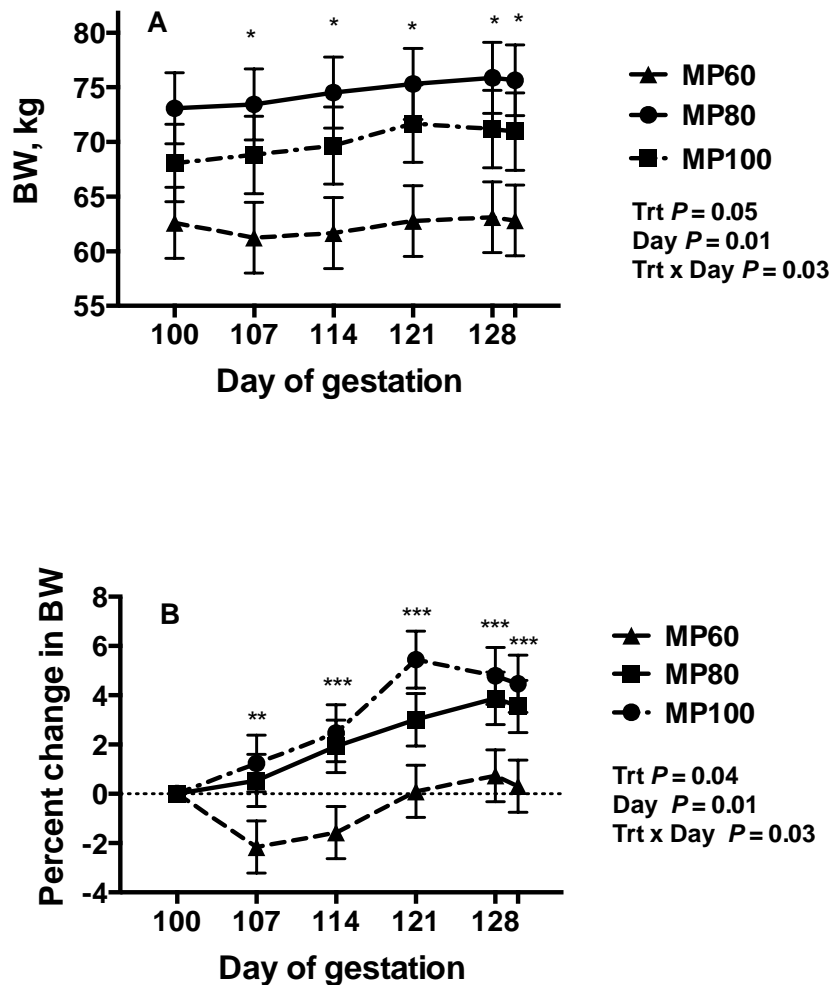 A
* * * * *
80
75
70
65
60
55
BW, kg
100 107 114 121 128
Day of gestation
MP60
MP80
MP100
Trt P = 0.05
Day P = 0.01
Trt x Day P = 0.03
B
** *** *** *** ***
8
6
4
2
0
-2
-4
Percent change in BW
100 107 114 121 128
Day of gestation
MP60
MP80
MP100
Trt P = 0.04
Day P = 0.01
Trt x Day P = 0.03